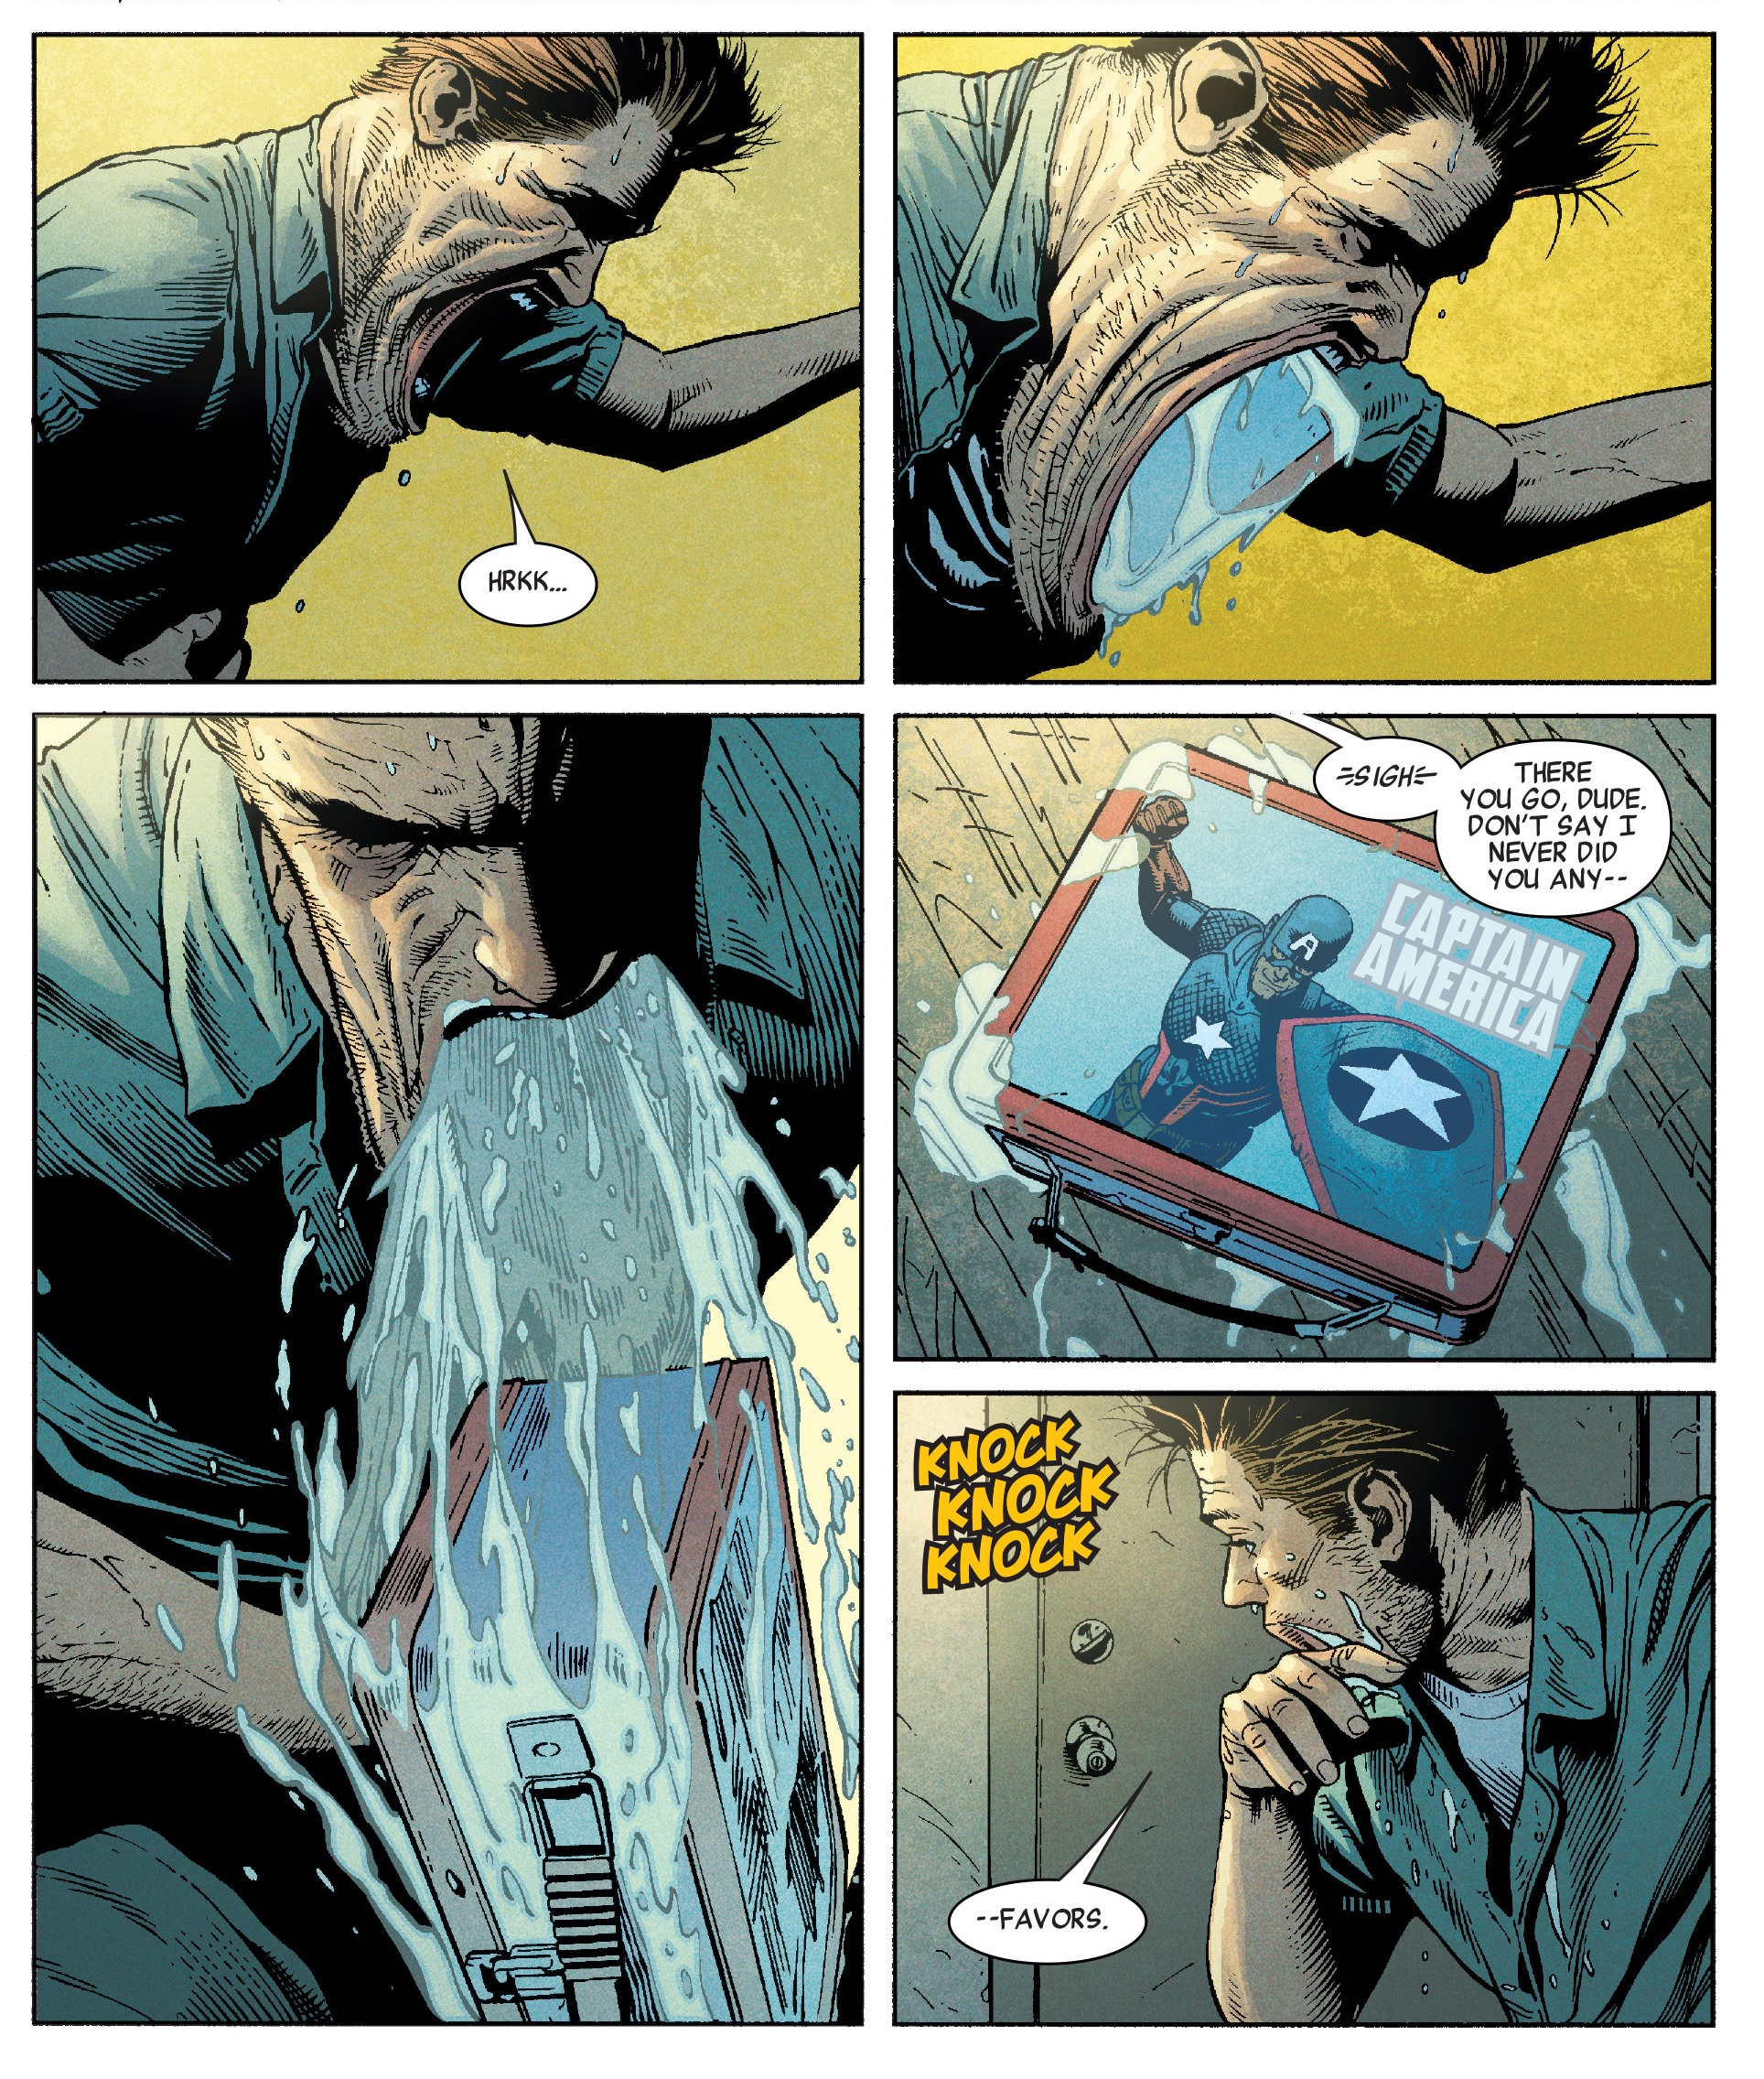 HRKK...
=SIGH=
THERE
YOU GO, DUDE.
DON'T SAY I
NEVER DID
YOU ANY--
A
CAPTAIN
AMERICA
KNOCK
KNOCK
KNOCK
--FAVORS.